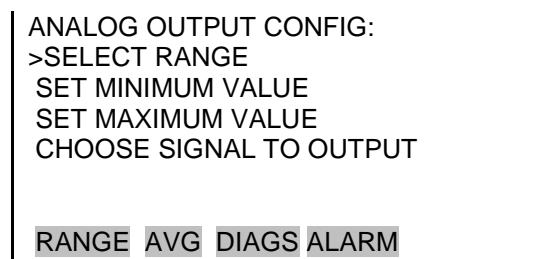 ANALOG OUTPUT CONFIG:
>SELECT RANGE
SET MINIMUM VALUE
SET MAXIMUM VALUE
CHOOSE SIGNAL TO OUTPUT
RANGE AVG DIAGS ALARM